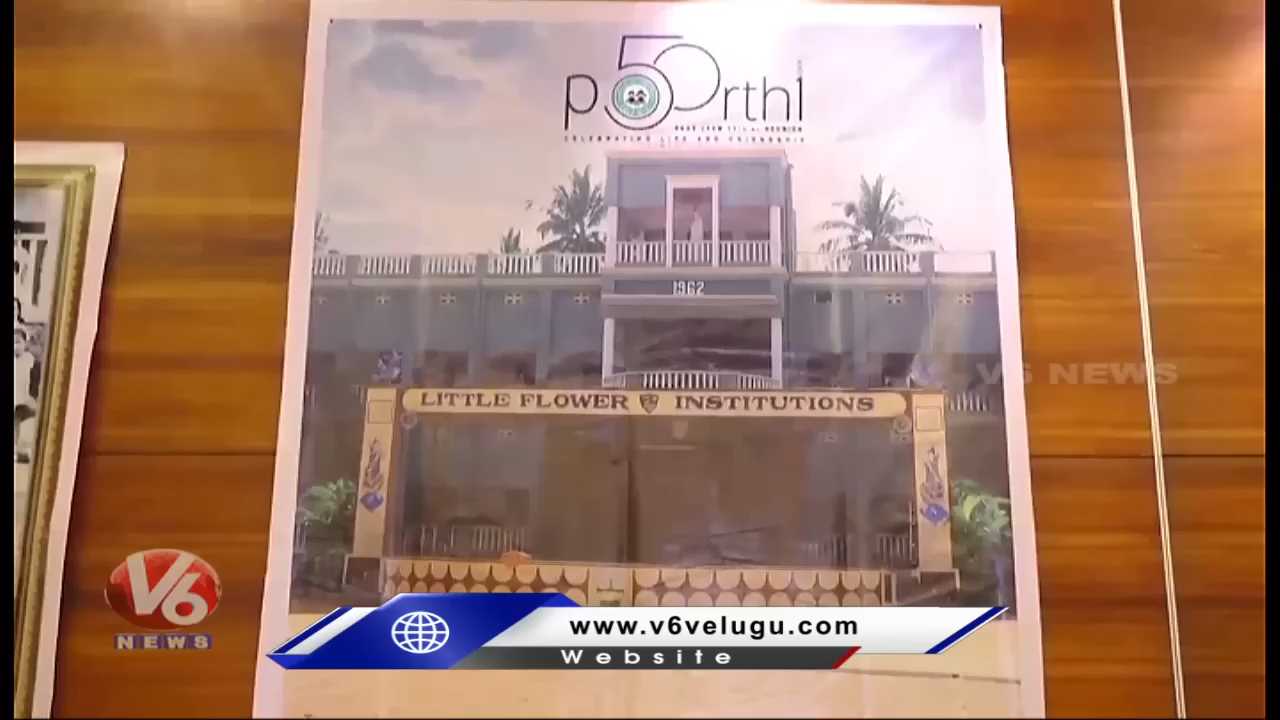 p50rthi
CELEBRATING LIFE AND FRIENDSHIP
1962
LITTLE FLOWER INSTITUTIONS
V6 NEWS
V6
NEWS
www.v6velugu.com
Website